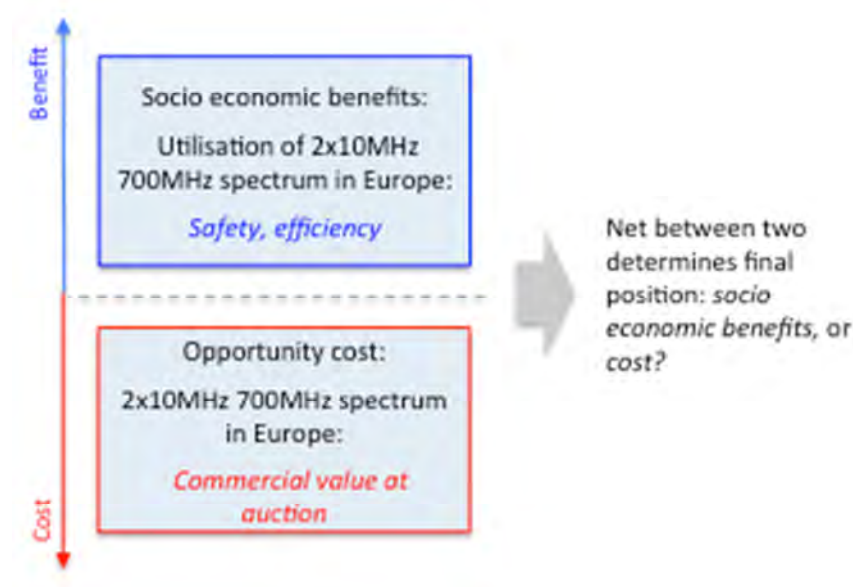 Benefit
Socio economic benefits:
Utilisation of 2x10MHz
700MHz spectrum in Europe:
Safety, efficiency
Net between two
determines final
position: socio
economic benefits, or
cost?
Opportunity cost:
2x10MHz 700MHz spectrum
in Europe:
Commercial value at
auction
Cost